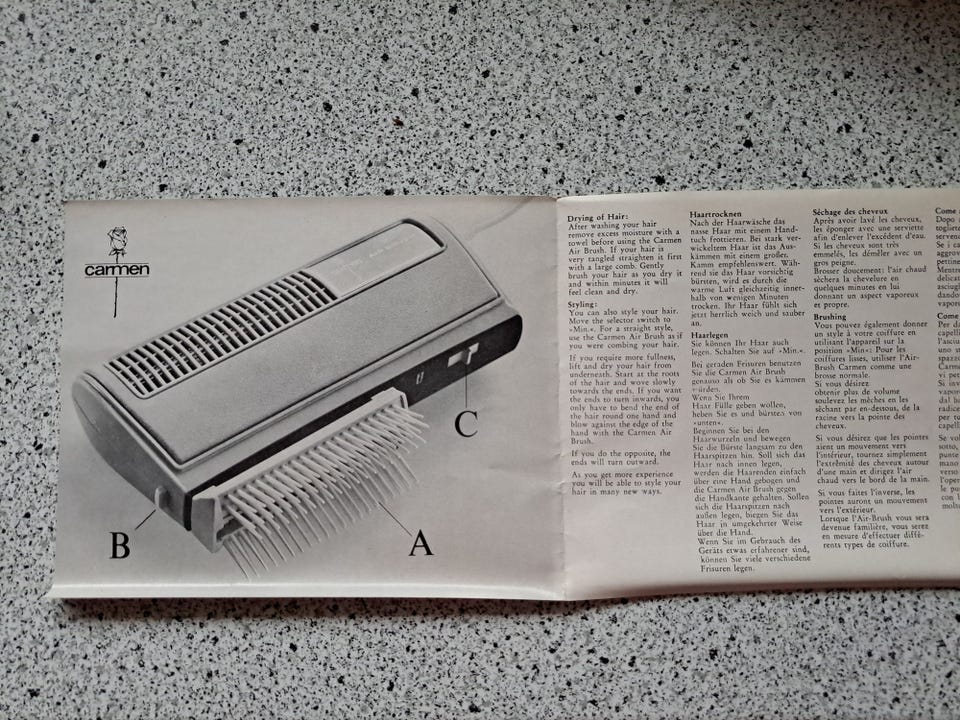 carmen
B
A
C
Drying of Hair:
After washing your hair
remove excess moisture with a
towel before using the Carmen
Air Brush. If your hair is
very tangled straighten it first
with a large comb. Gently
brush your hair as you dry it
and within minutes it will
feel clean and dry.
Styling:
You can also style your hair.
Move the selector switch to
»Min.«. For a straight style,
use the Carmen Air Brush as if
you were combing your hair.
If you require more fullness,
lift and dry your hair from
underneath. Start at the roots
of the hair and wove slowly
towards the ends. If you want
the ends to turn inwards, you
only have to bend the end of
the hair round one hand and
blow against the edge of the
hand with the Carmen Air
Brush.
If you do the opposite, the
ends will turn outward.
As you get more experience
you will be able to style your
hair in many new ways.
Haartrocknen
Nach der Haarwäsche das
nasse Haar mit einem Hand-
tuch frottieren. Bei stark ver-
wickeltem Haar ist das Aus-
kämmen mit einem großen
Kamm empfehlenswert. Wäh-
rend sie das Haar vorsichtig
bürsten, wird es durch die
warme Luft gleichzeitig inner-
halb von wenigen Minuten
trocken. Ihr Haar fühlt sich
jetzt herrlich weich und sauber
an.
Haarlegen
Sie können Ihr Haar auch
legen. Schalten Sie auf »Min.«.
Bei geraden Frisuren benutzen
Sie die Carmen Air Brush
genauso als ob Sie es kämmen
würden.
Wenn Sie Ihrem
Haar Fülle geben wollen,
heben Sie es und bürsten von
»unten«.
Beginnen Sie bei den
Haarwurzeln und bewegen
Sie die Bürste langsam zu den
Haarspitzen hin. Soll sich das
Haar nach innen legen,
werden die Haarenden einfach
über eine Hand gebogen und
die Carmen Air Brush gegen
die Handkante gehalten. Sollen
sich die Haarspitzen nach
außen legen, biegen Sie das
Haar in umgekehrter Weise
über die Hand.
Wenn Sie im Gebrauch des
Geräts etwas erfahrener sind,
können Sie viele verschiedene
Frisuren legen.
Séchage des cheveux
Après avoir lavé les cheveux,
les éponger avec une serviette
afin d'enlever l'excédent d'eau.
Si les cheveux sont très
emmelés, les démêler avec un
gros peigne.
Brosser doucement: l'air chaud
sèchera la chevelure en
quelques minutes en lui
donnant un aspect vaporeux
et propre.
Brushing
Vous pouvez également donner
un style à votre coiffure en
utilisant l'appareil sur la
position »Min«: Pour les
coiffures lisses, utiliser l'Air-
Brush Carmen comme une
brosse normale.
Si vous désirez
obtenir plus de volume
soulevez les mèches en les
séchant par en-dessous, de la
racine vers la pointe des
cheveux.
Si vous désirez que les pointes
aient un mouvement vers
l'intérieur, tournez simplement
l'extrémité des cheveux autour
d'une main et dirigez l'air
chaud vers le bord de la main.
Si vous faites l'inverse, les
pointes auront un mouvement
vers l'extérieur.
Lorsque l'Air-Brush vous sera
devenue familière, vous serez
en mesure d'effectuer diffé-
rents types de coiffure.
Come
Dopo
Si
Come
Per